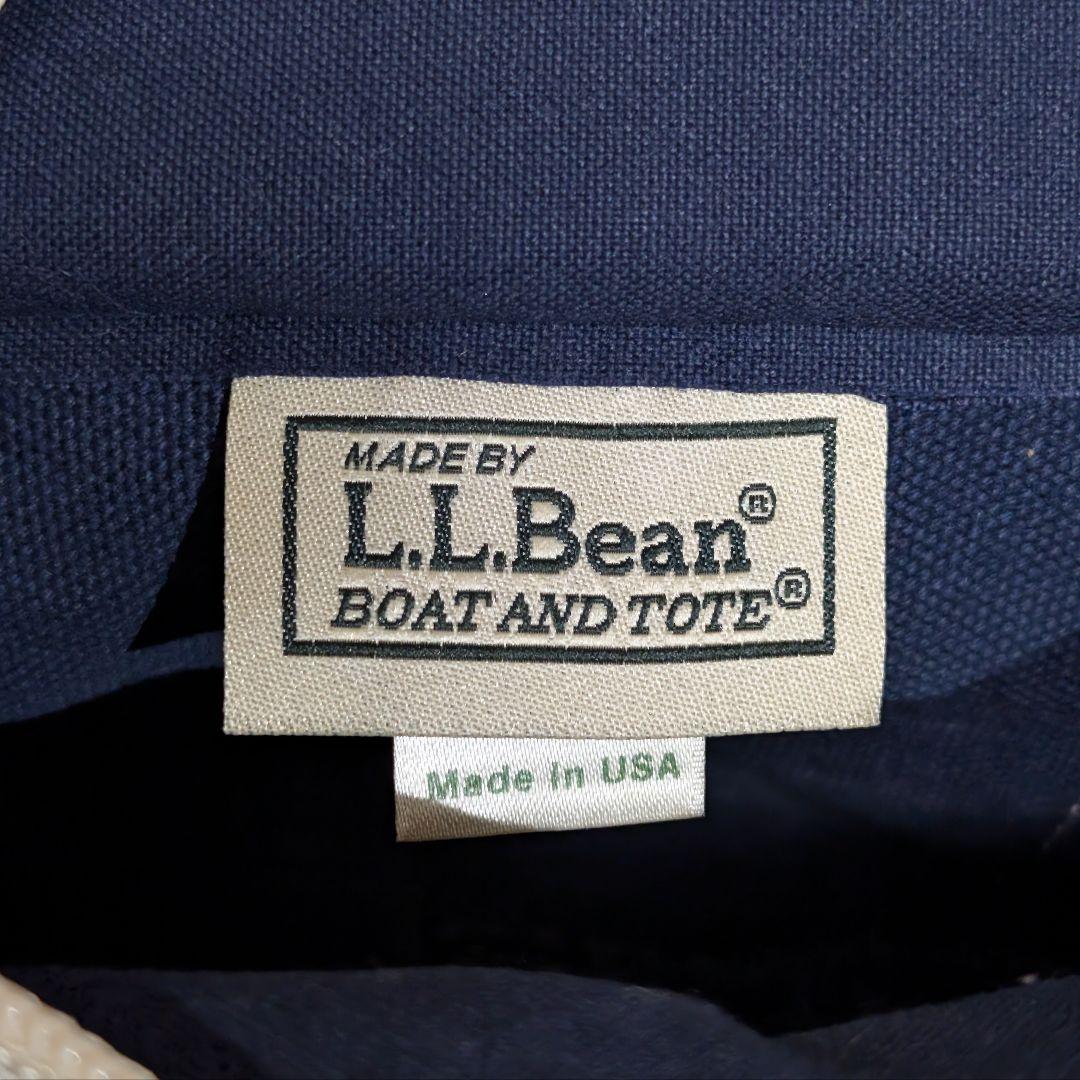 MADE BY
L.L.Bean®
BOAT AND TOTE®
Made in USA